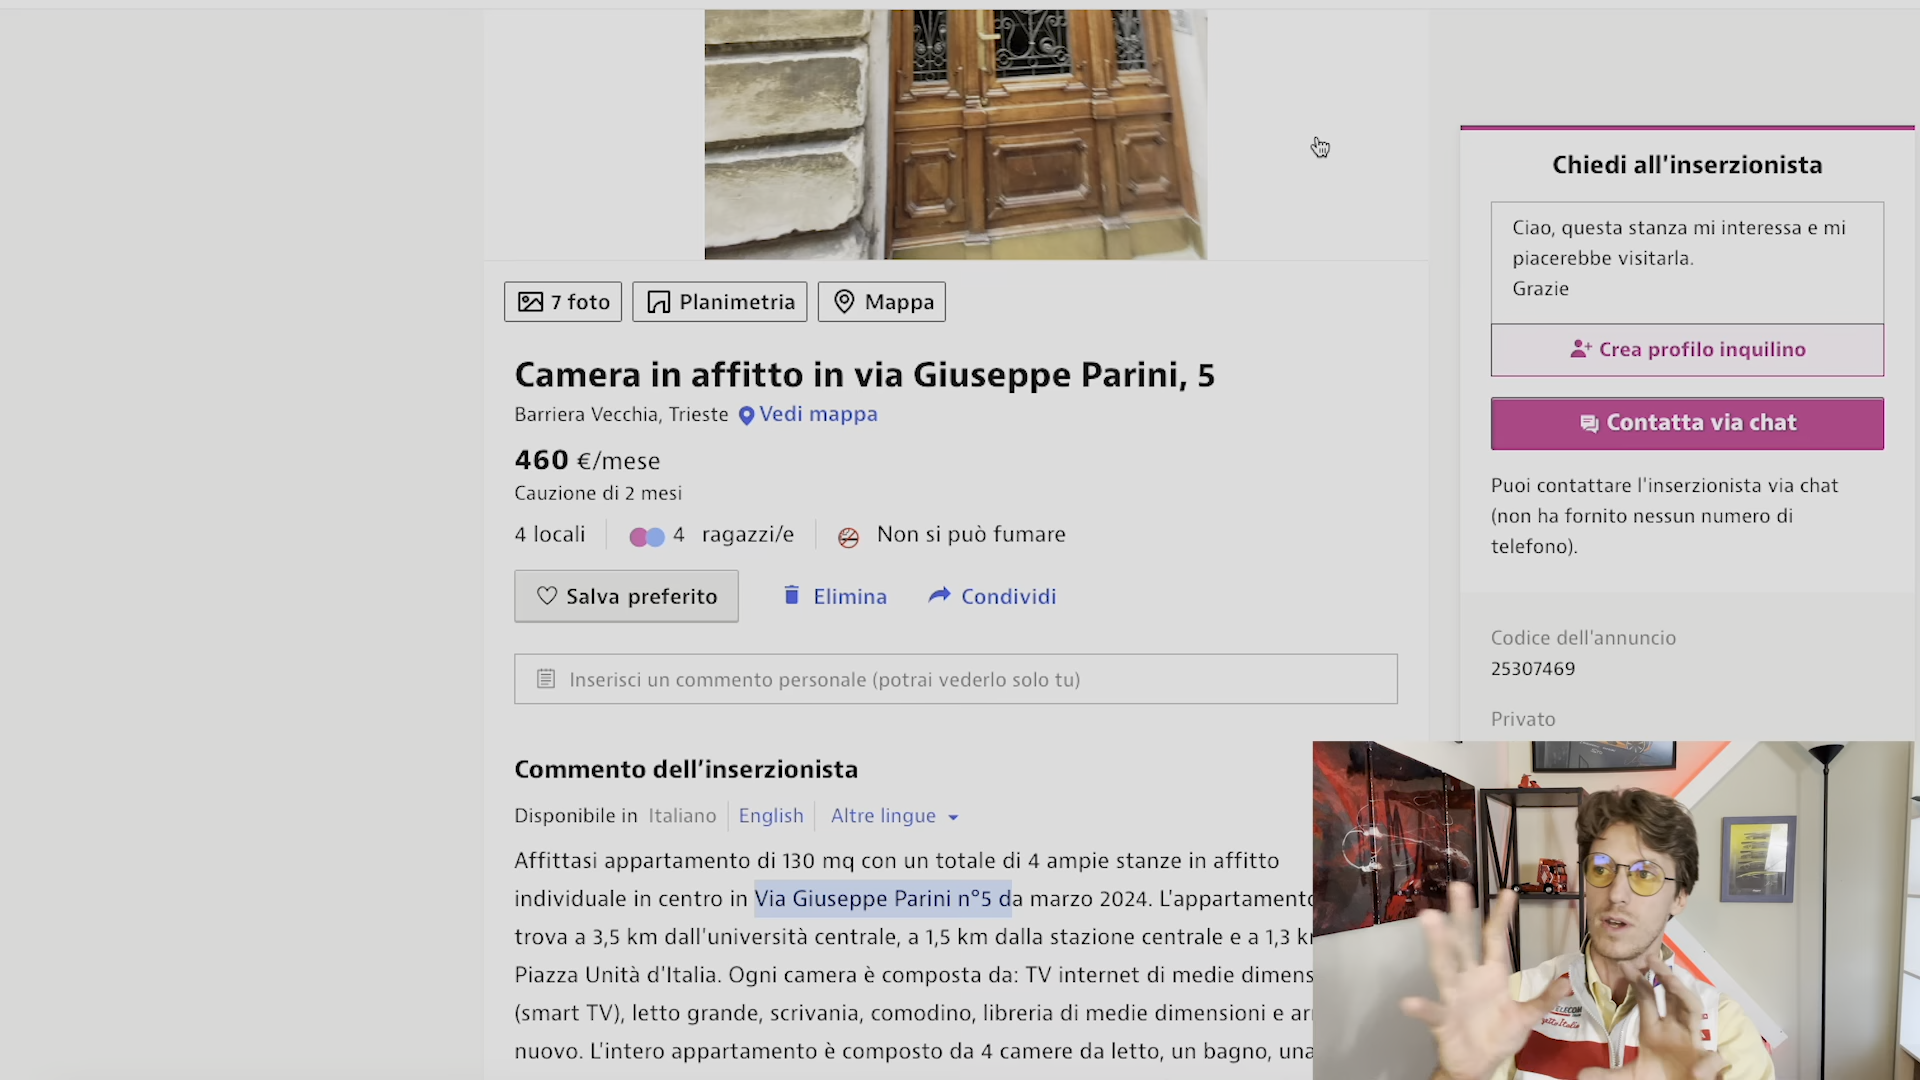 7 foto
Planimetria
Mappa
Camera in affitto in via Giuseppe Parini, 5
Barriera Vecchia, Trieste Vedi mappa
460 €/mese
Cauzione di 2 mesi
4 locali
4 ragazzi/e
Non si può fumare
Salva preferito
Elimina
Condividi
Inserisci un commento personale (potrai vederlo solo tu)
Commento dell'inserzionista
Disponibile in Italiano English Altre lingue
Affittasi appartamento di 130 mq con un totale di 4 ampie stanze in affitto
individuale in centro in Via Giuseppe Parini n°5 da marzo 2024. L'appartamento
trova a 3,5 km dall'università centrale, a 1,5 km dalla stazione centrale e a 1,3
Piazza Unità d'Italia. Ogni camera è composta da: TV internet di medie
(smart TV), letto grande, scrivania, comodino, libreria di medie dimensioni e
nuovo. L'intero appartamento è composto da 4 camere da letto, un bagno, una
Chiedi all'inserzionista
Ciao, questa stanza mi interessa e mi
piacerebbe visitarla.
Grazie
Crea profilo inquilino
Contatta via chat
Puoi contattare l'inserzionista via chat
(non ha fornito nessun numero di
telefono).
Codice dell'annuncio
25307469
Privato